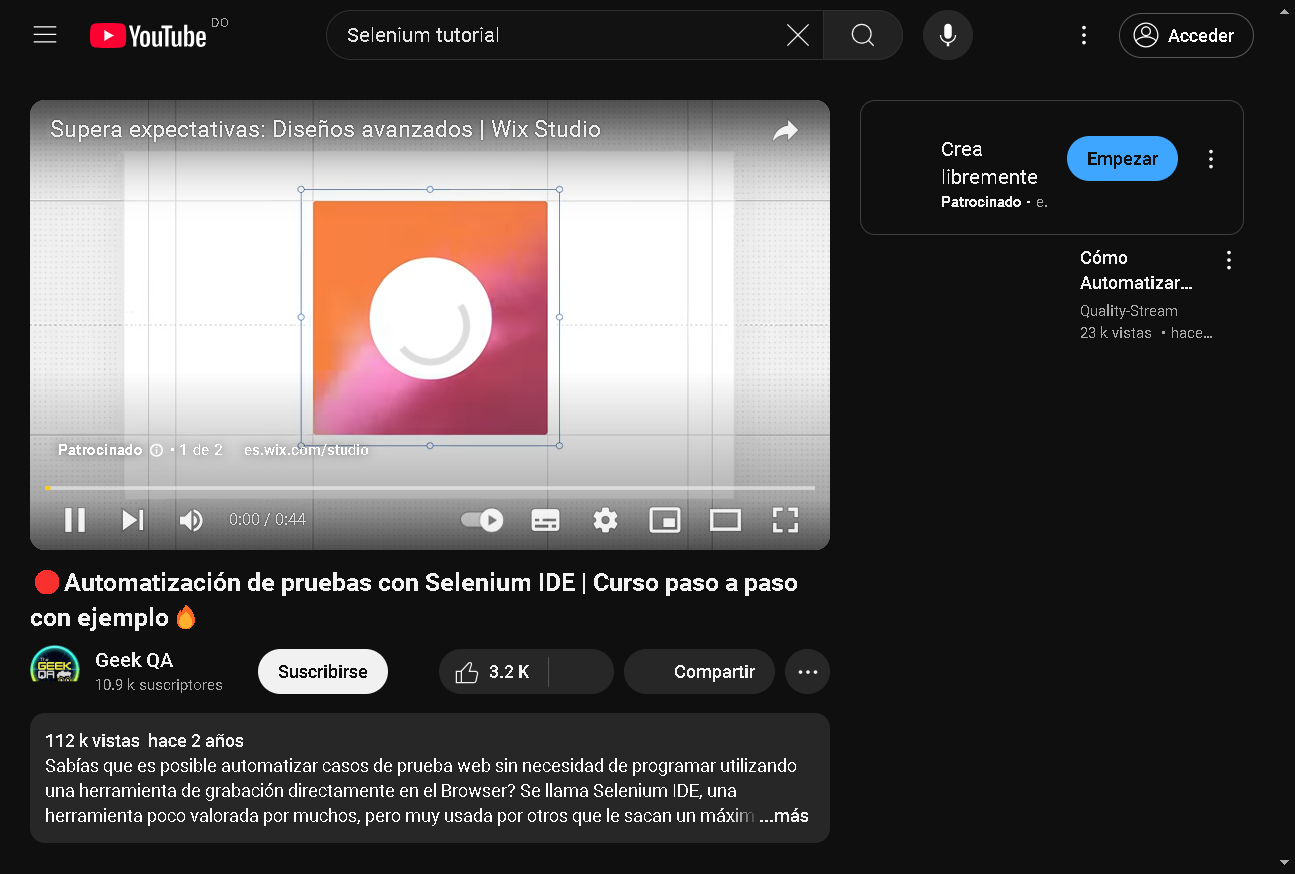 YouTube DO
Selenium tutorial
Acceder
Supera expectativas: Diseños avanzados | Wix Studio
Patrocinado • 1 de 2 es.wix.com/studio
0:00 / 0:44
Automatización de pruebas con Selenium IDE | Curso paso a paso
con ejemplo
GEEK QA
Geek QA
10.9 k suscriptores
Suscribirse
3.2 K
Compartir
112 k vistas hace 2 años
Sabías que es posible automatizar casos de prueba web sin necesidad de programar utilizando
una herramienta de grabación directamente en el Browser? Se llama Selenium IDE, una
herramienta poco valorada por muchos, pero muy usada por otros que le sacan un máxim ...más
Crea
libremente
Patrocinado • e.
Empezar
Cómo
Automatizar...
Quality-Stream
23 k vistas • hace...